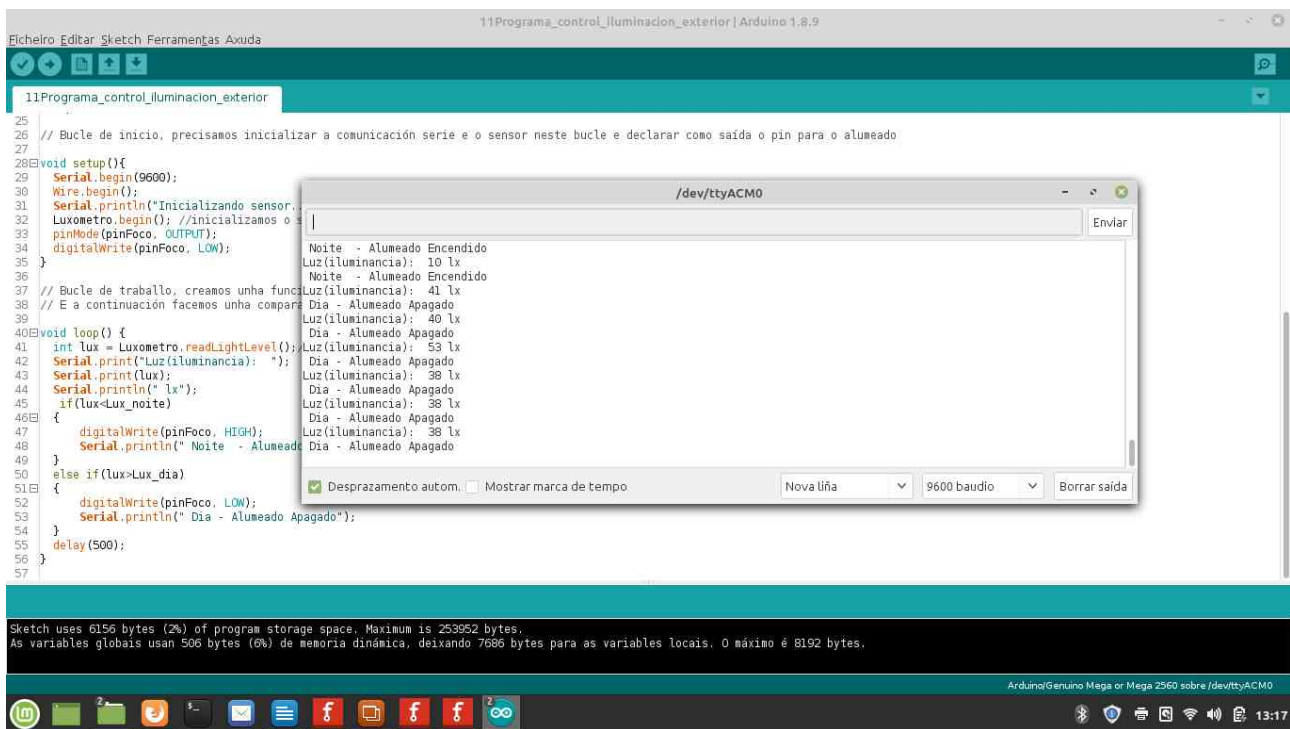 11Programa_control_iluminacion_exterior | Arduino 1.8.9
Ficheiro Editar Sketch Ferramentas Axuda
11Programa_control_iluminacion_exterior
25
26 // Bucle de inicio, precisamos inicializar a comunicación serie e o sensor neste bucle e declarar como saída o pin para o alumeado
27
28 void setup(){
29 Serial.begin(9600);
30 Wire.begin();
31 Serial.println("Inicializando sensor..
32 Luxometro.begin(); //inicializamos o s
33 pinMode(pinFoco, OUTPUT);
34 digitalWrite(pinFoco, LOW);
35 }
36
37 // Bucle de traballo, creamos unha funci
38 // E a continuación facemos unha compara
39
40 void loop() {
41 int lux = Luxometro.readLightLevel();/
42 Serial.print("Luz(iluminancia):  ");
43 Serial.print(lux);
44 Serial.println(" lx");
45 if(lux<Lux_noite)
46 {
47 digitalWrite(pinFoco, HIGH);
48 Serial.println(" Noite  - Alumeado
49 }
50 else if(lux>Lux_dia)
51 {
52 digitalWrite(pinFoco, LOW);
53 Serial.println(" Dia - Alumeado Apagado");
54 }
55 delay(500);
56 }
57
/dev/ttyACM0
Enviar
Noite  - Alumeado Encendido
Luz(iluminancia):  10 lx
Noite  - Alumeado Encendido
Luz(iluminancia):  41 lx
Dia - Alumeado Apagado
Luz(iluminancia):  40 lx
Dia - Alumeado Apagado
Luz(iluminancia):  53 lx
Dia - Alumeado Apagado
Luz(iluminancia):  38 lx
Dia - Alumeado Apagado
Luz(iluminancia):  38 lx
Dia - Alumeado Apagado
Luz(iluminancia):  38 lx
Dia - Alumeado Apagado
Desprazamento autom. Mostrar marca de tempo Nova liña 9600 baudio Borrar saída
Sketch uses 6156 bytes (2%) of program storage space. Maximum is 253952 bytes.
As variables globais usan 506 bytes (6%) de memoria dinámica, deixando 7686 bytes para as variables locais. O máximo é 8192 bytes.
Arduino/Genuino Mega or Mega 2560 sobre /dev/ttyACM0
2 2 13:17